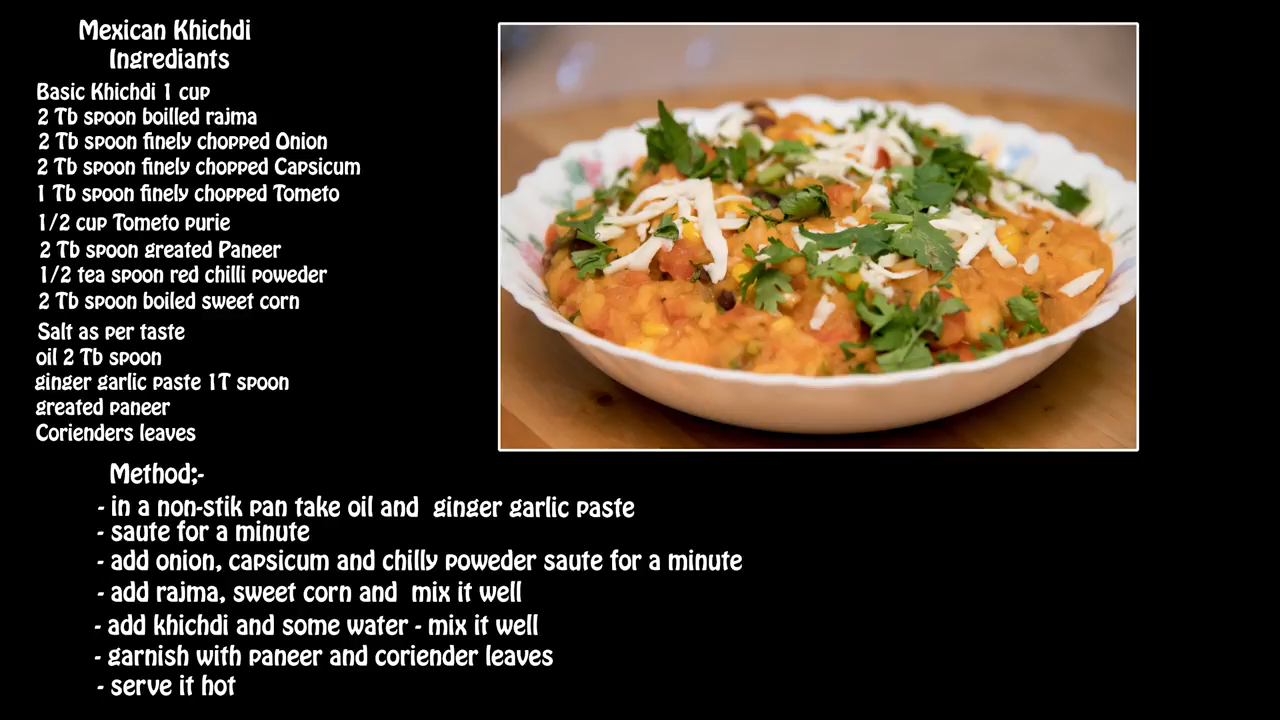 Mexican Khichdi
Ingrediants
Basic Khichdi 1 cup
2 Tb spoon boilled rajma
2 Tb spoon finely chopped Onion
2 Tb spoon finely chopped Capsicum
1 Tb spoon finely chopped Tometo
1/2 cup Tometo purie
2 Tb spoon greated Paneer
1/2 tea spoon red chilli powder
2 Tb spoon boiled sweet corn
Salt as per taste
oil 2 Tb spoon
ginger garlic paste 1T spoon
greated paneer
Corienders leaves
Method;-
- in a non-stik pan take oil and ginger garlic paste
- saute for a minute
- add onion, capsicum and chilly poweder saute for a minute
- add rajma, sweet corn and mix it well
- add khichdi and some water - mix it well
- garnish with paneer and coriender leaves
- serve it hot